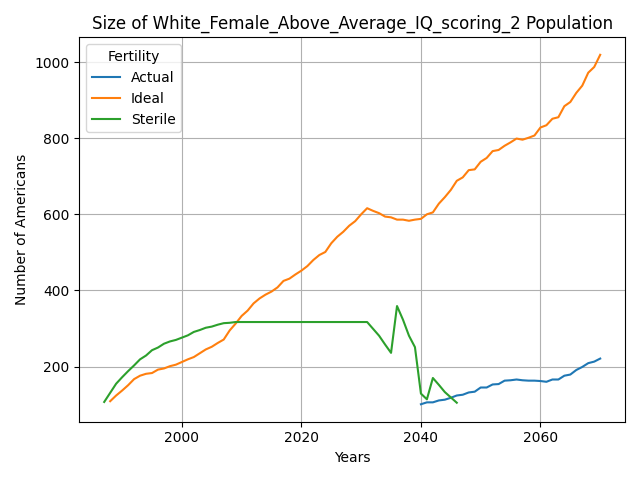 Size of White_Female_Above_Average_IQ_scoring_2 Population
Fertility
Actual
Ideal
Sterile
Number of Americans
1000
800
600
400
200
2000
2020
2040
2060
Years